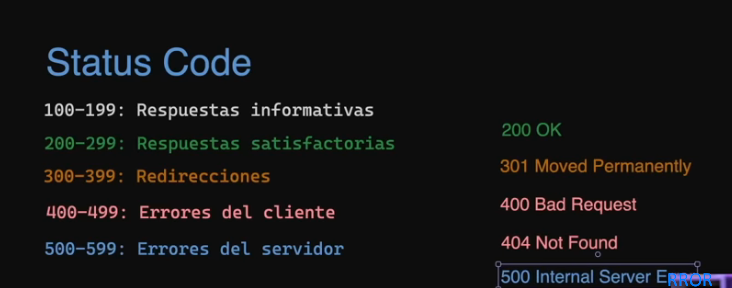 Status Code
100-199: Respuestas informativas
200-299: Respuestas satisfactorias
300-399: Redirecciones
400-499: Errores del cliente
500-599: Errores del servidor
200 OK
301 Moved Permanently
400 Bad Request
404 Not Found
500 Internal Server
RROR